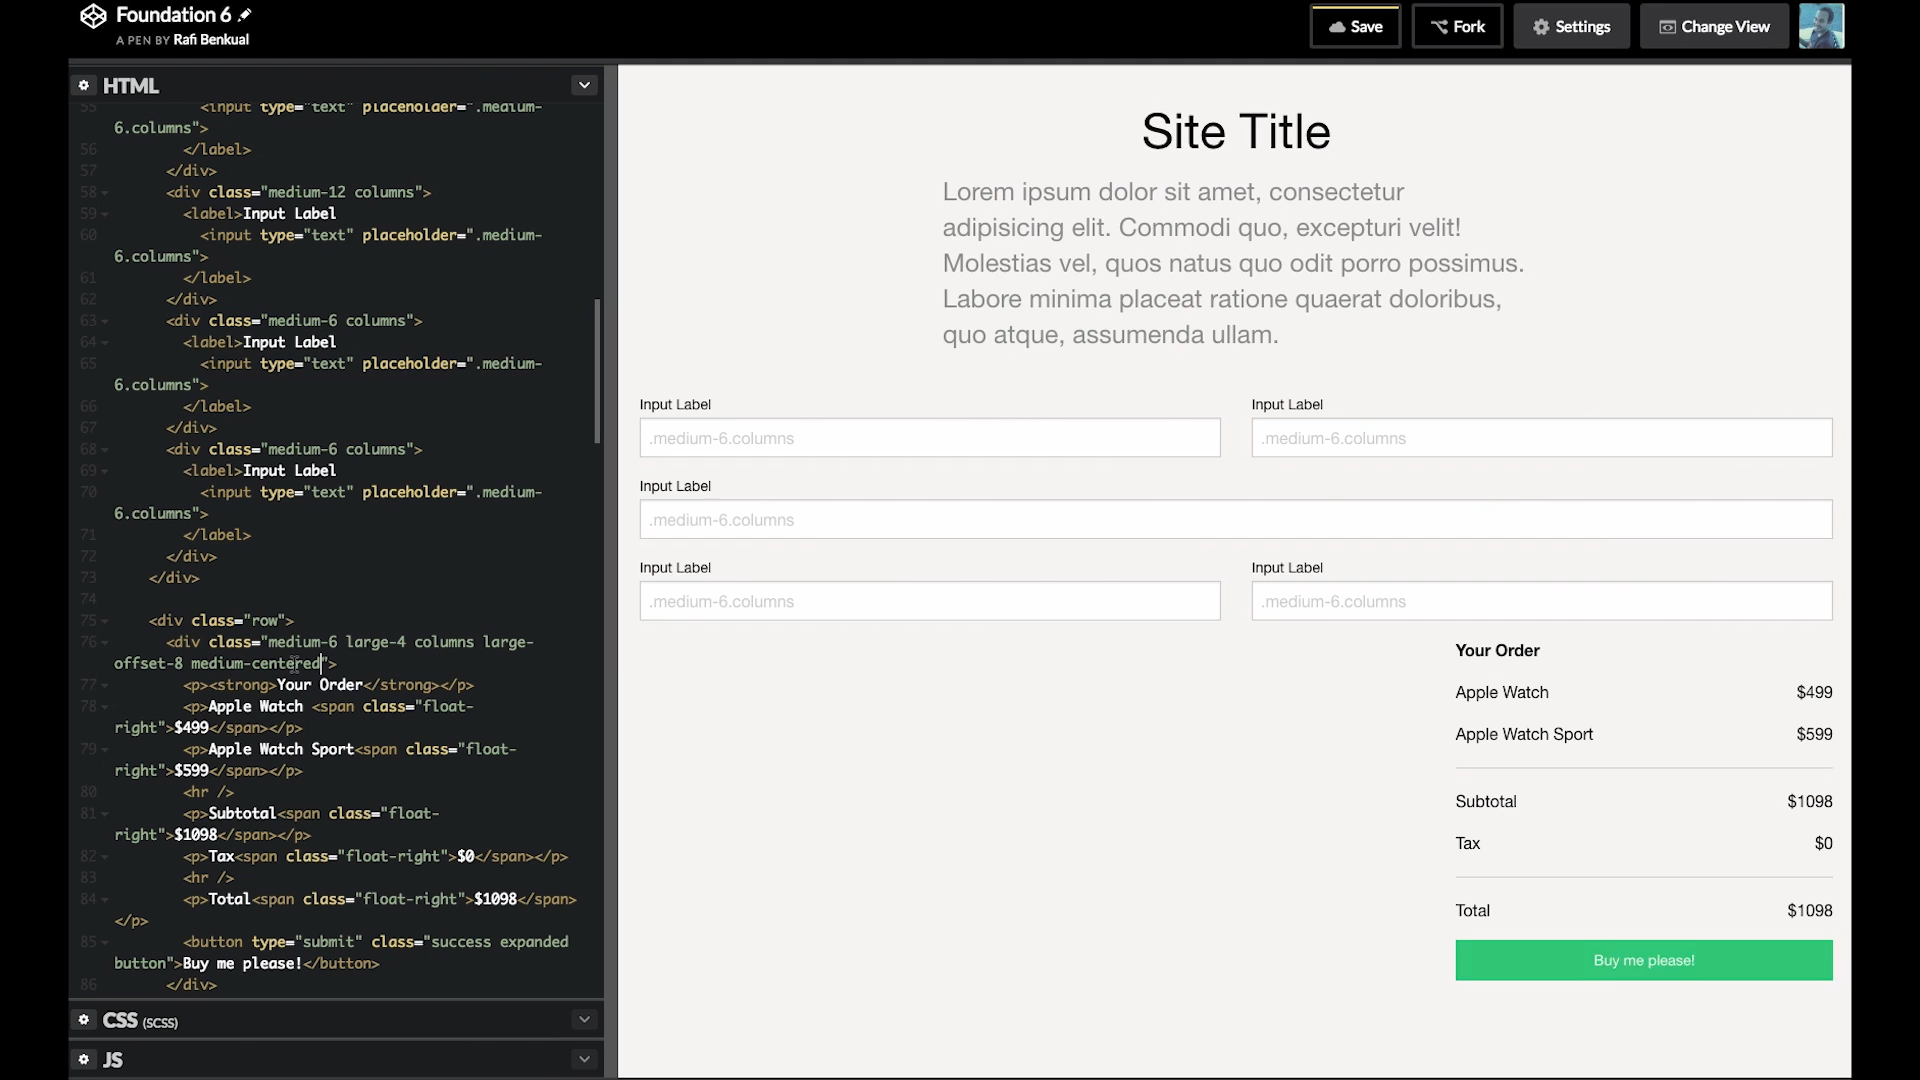 Foundation 6
A PEN BY Rafi Benkual
Save
Fork
Settings
Change View
HTML
55 <input type="text" placeholder=".medium-
6.columns">
56 </label>
57 </div>
58 <div class="medium-12 columns">
59 <label>Input Label
60 <input type="text" placeholder=".medium-
6.columns">
61 </label>
62 </div>
63 <div class="medium-6 columns">
64 <label>Input Label
65 <input type="text" placeholder=".medium-
6.columns">
66 </label>
67 </div>
68 <div class="medium-6 columns">
69 <label>Input Label
70 <input type="text" placeholder=".medium-
6.columns">
71 </label>
72 </div>
73 </div>
74
75 <div class="row">
76 <div class="medium-6 large-4 columns large-
offset-8 medium-centered">
77 <p><strong>Your Order</strong></p>
78 <p>Apple Watch <span class="float-
right">$499</span></p>
79 <p>Apple Watch Sport<span class="float-
right">$599</span></p>
80 <hr />
81 <p>Subtotal<span class="float-
right">$1098</span></p>
82 <p>Tax<span class="float-right">$0</span></p>
83 <hr />
84 <p>Total<span class="float-right">$1098</span>
</p>
85 <button type="submit" class="success expanded
button">Buy me please!</button>
86 </div>
CSS (SCSS)
JS
Site Title
Lorem ipsum dolor sit amet, consectetur
adipisicing elit. Commodi quo, excepturi velit!
Molestias vel, quos natus quo odit porro possimus.
Labore minima placeat ratione quaerat doloribus,
quo atque, assumenda ullam.
Input Label
.medium-6.columns
Input Label
.medium-6.columns
Input Label
.medium-6.columns
Input Label
.medium-6.columns
Input Label
.medium-6.columns
Your Order
Apple Watch $499
Apple Watch Sport $599
Subtotal $1098
Tax $0
Total $1098
Buy me please!